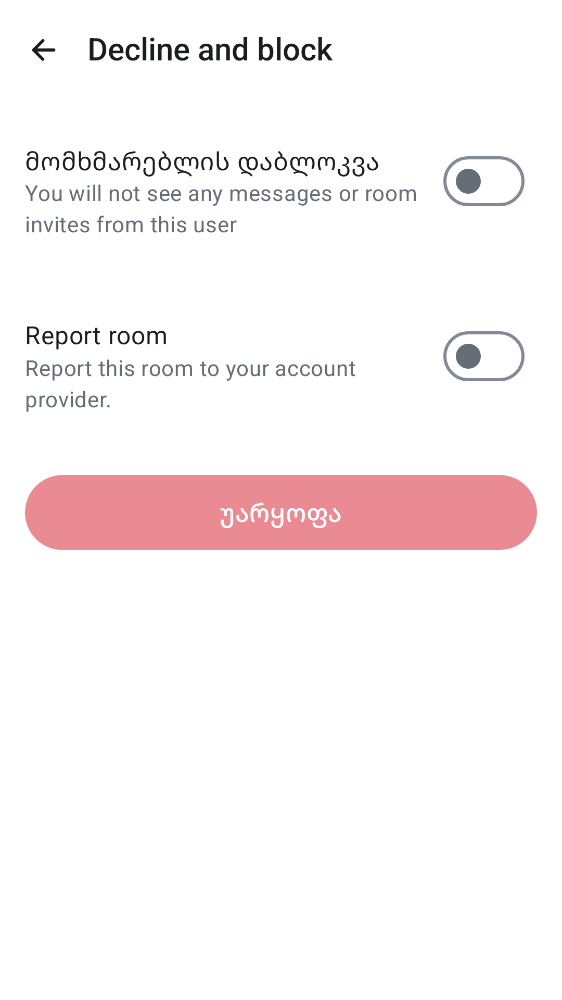 Decline and block
მომხმარებლის დაბლოკვა
You will not see any messages or room
invites from this user
Report room
Report this room to your account
provider.
უარყოფა